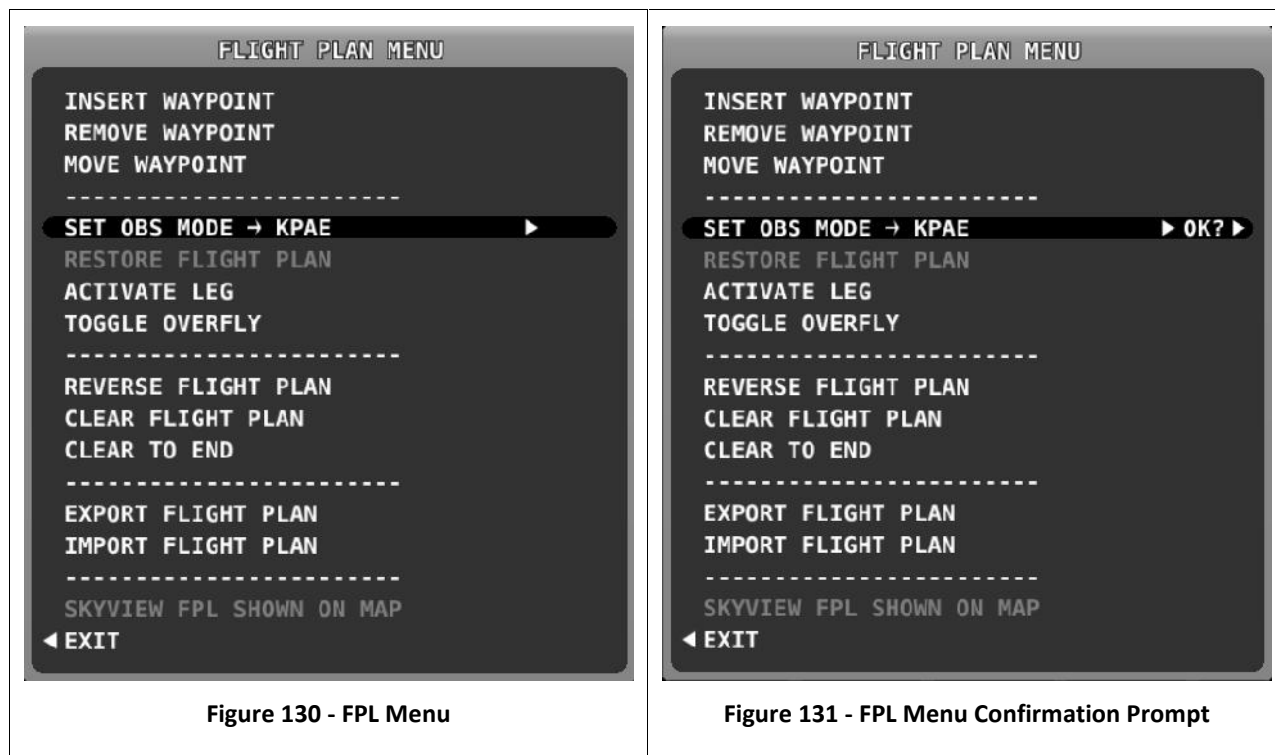 FLIGHT PLAN MENU
INSERT WAYPOINT
REMOVE WAYPOINT
MOVE WAYPOINT
------------------------
SET OBS MODE → KPAE ▶
RESTORE FLIGHT PLAN
ACTIVATE LEG
TOGGLE OVERFLY
------------------------
REVERSE FLIGHT PLAN
CLEAR FLIGHT PLAN
CLEAR TO END
------------------------
EXPORT FLIGHT PLAN
IMPORT FLIGHT PLAN
------------------------
SKYVIEW FPL SHOWN ON MAP
◀ EXIT
Figure 130 - FPL Menu
FLIGHT PLAN MENU
INSERT WAYPOINT
REMOVE WAYPOINT
MOVE WAYPOINT
------------------------
SET OBS MODE → KPAE ▶ OK? ▶
RESTORE FLIGHT PLAN
ACTIVATE LEG
TOGGLE OVERFLY
------------------------
REVERSE FLIGHT PLAN
CLEAR FLIGHT PLAN
CLEAR TO END
------------------------
EXPORT FLIGHT PLAN
IMPORT FLIGHT PLAN
------------------------
SKYVIEW FPL SHOWN ON MAP
◀ EXIT
Figure 131 - FPL Menu Confirmation Prompt